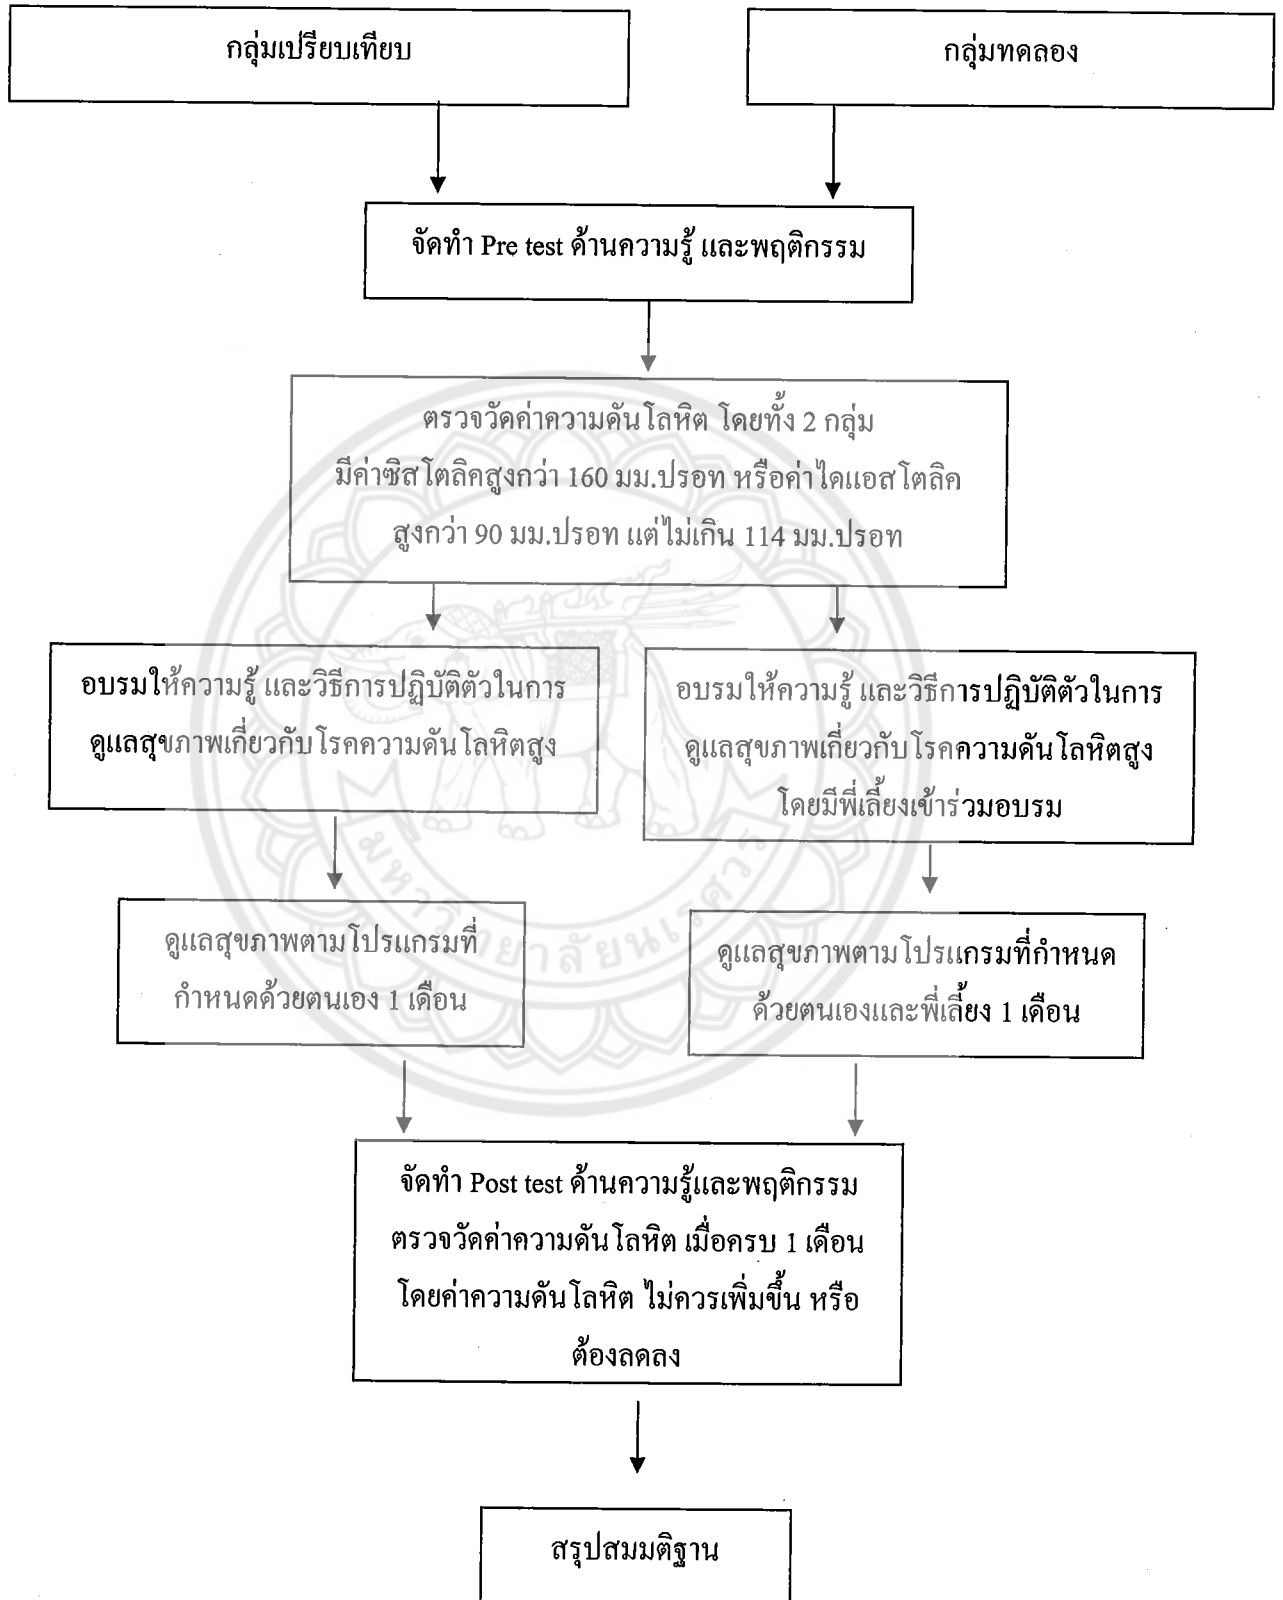 กลุ่มเปรียบเทียบ
กลุ่มทดลอง
จัดทำ Pre test ด้านความรู้ และพฤติกรรม
ตรวจวัดค่าความดันโลหิต โดยทั้ง 2 กลุ่ม
มีค่าซิสโตลิคสูงกว่า 160 มม.ปรอท หรือค่าไดแอสโตลิค
สูงกว่า 90 มม.ปรอท แต่ไม่เกิน 114 มม.ปรอท
อบรมให้ความรู้ และวิธีการปฏิบัติตัวในการ
ดูแลสุขภาพเกี่ยวกับโรคความดันโลหิตสูง
อบรมให้ความรู้ และวิธีการปฏิบัติตัวในการ
ดูแลสุขภาพเกี่ยวกับโรคความดันโลหิตสูง
โดยมีพี่เลี้ยงเข้าร่วมอบรม
ดูแลสุขภาพตามโปรแกรมที่
กำหนดด้วยตนเอง 1 เดือน
ดูแลสุขภาพตามโปรแกรมที่กำหนด
ด้วยตนเองและพี่เลี้ยง 1 เดือน
มหาวิทยาลัยนเรศวร
จัดทำ Post test ด้านความรู้และพฤติกรรม
ตรวจวัดค่าความดันโลหิต เมื่อครบ 1 เดือน
โดยค่าความดันโลหิต ไม่ควรเพิ่มขึ้น หรือ
ต้องลดลง
สรุปสมมติฐาน